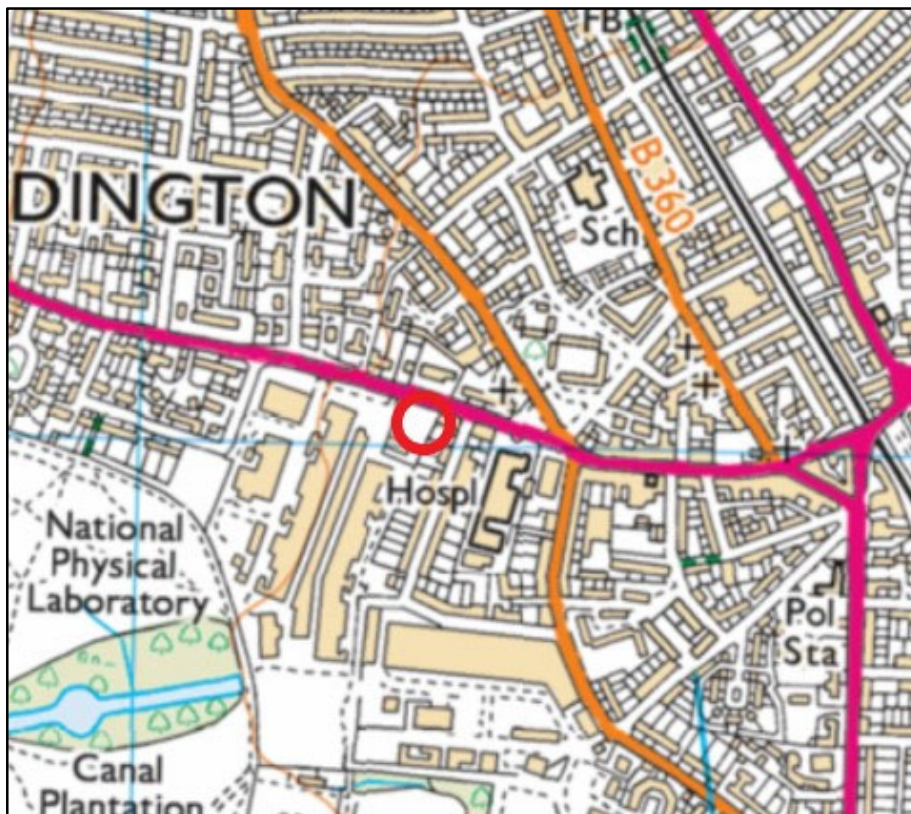 FB
B 360
DINGTON
Sch
Hospl
National
Physical
Laboratory
Pol
Sta
Canal
Plantation